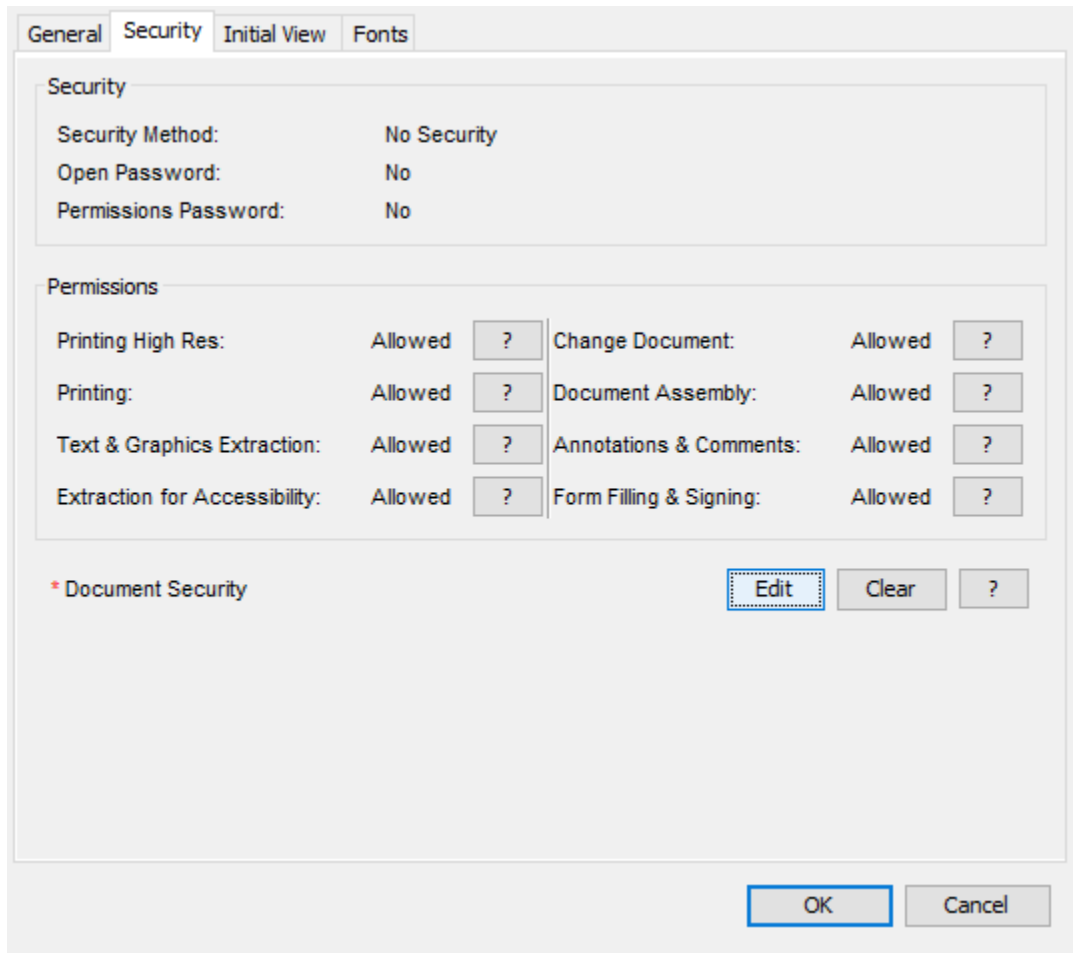 General Security Initial View Fonts
Security
Security Method: No Security
Open Password: No
Permissions Password: No
Permissions
Printing High Res: Allowed ? Change Document: Allowed ?
Printing: Allowed ? Document Assembly: Allowed ?
Text & Graphics Extraction: Allowed ? Annotations & Comments: Allowed ?
Extraction for Accessibility: Allowed ? Form Filling & Signing: Allowed ?
* Document Security Edit Clear ?
OK Cancel